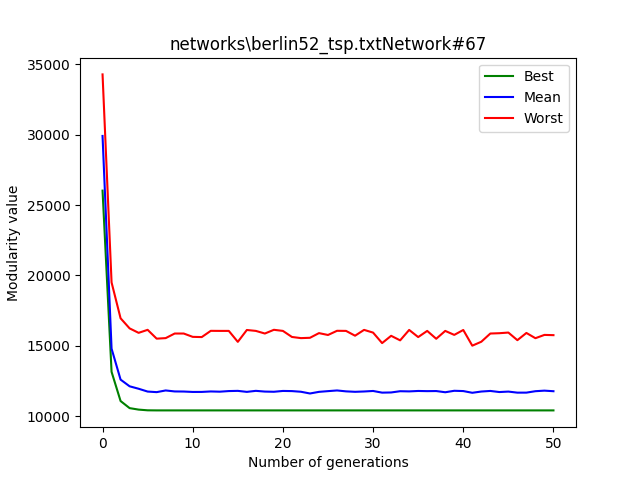 networks\berlin52_tsp.txtNetwork#67
Best
Mean
Worst
Modularity value
35000
30000
25000
20000
15000
10000
0 10 20 30 40 50
Number of generations